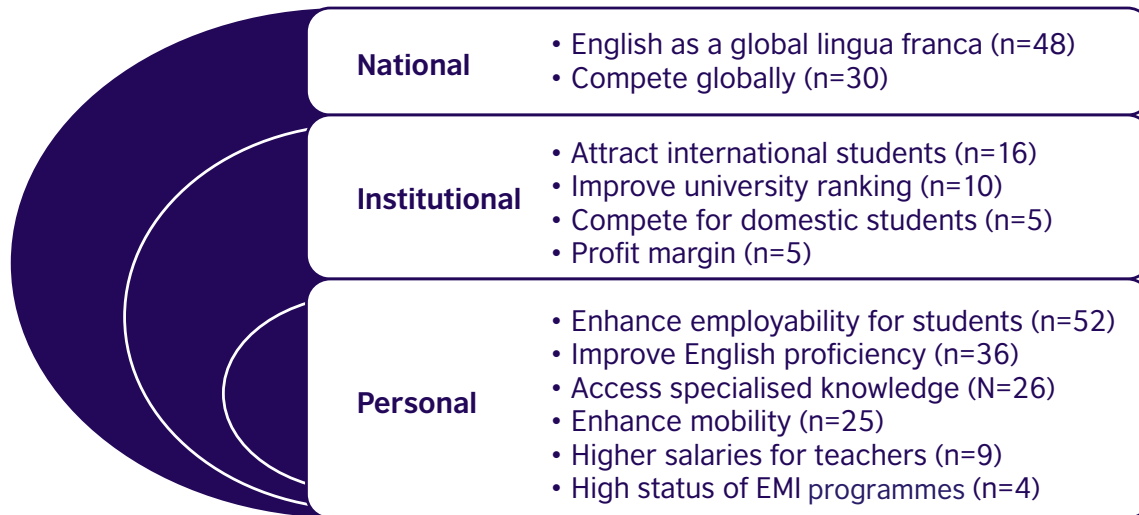 National
• English as a global lingua franca (n=48)
• Compete globally (n=30)
Institutional
• Attract international students (n=16)
• Improve university ranking (n=10)
• Compete for domestic students (n=5)
• Profit margin (n=5)
Personal
• Enhance employability for students (n=52)
• Improve English proficiency (n=36)
• Access specialised knowledge (N=26)
• Enhance mobility (n=25)
• Higher salaries for teachers (n=9)
• High status of EMI programmes (n=4)